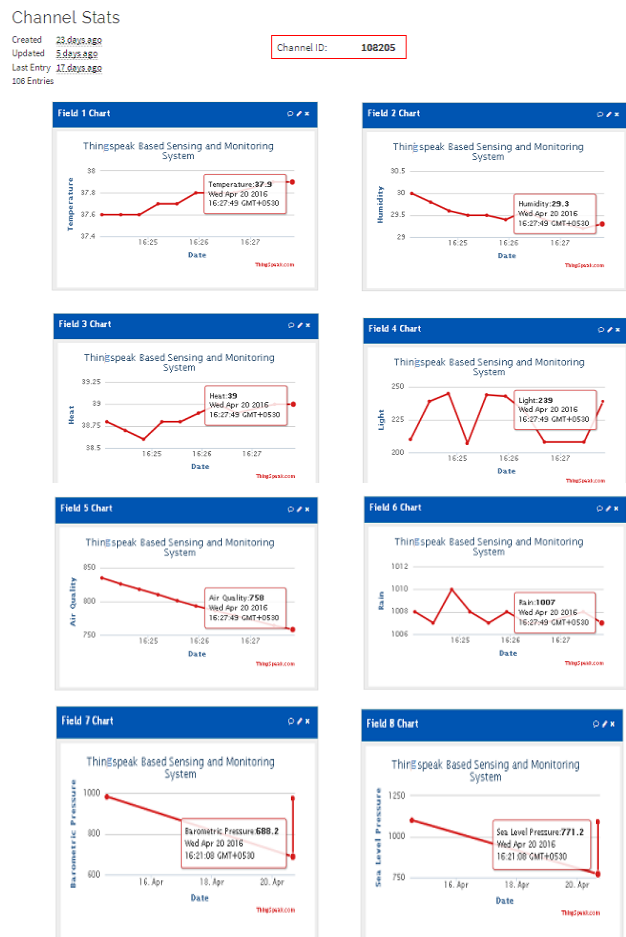 Channel Stats
Created 23 days ago
Updated 5 days ago
Last Entry 17 days ago
106 Entries
Channel ID: 108205
Field 1 Chart
Thingspeak Based Sensing and Monitoring
System
Temperature
38
37.8
37.6
37.4
Temperature:37.9
Wed Apr 20 2016
16:27:49 GMT+0530
16:25 16:26 16:27
Date
ThingSpeak.com
Field 2 Chart
Thingspeak Based Sensing and Monitoring
System
Humidity
30.5
30
29.5
29
Humidity:29.3
Wed Apr 20 2016
16:27:49 GMT+0530
16:25 16:26 16:27
Date
ThingSpeak.com
Field 3 Chart
Thingspeak Based Sensing and Monitoring
System
Heat
39.25
39
38.75
38.5
Heat:39
Wed Apr 20 2016
16:27:49 GMT+0530
16:25 16:26 16:27
Date
ThingSpeak.com
Field 4 Chart
Thingspeak Based Sensing and Monitoring
System
Light
250
225
200
Light:239
Wed Apr 20 2016
16:27:49 GMT+0530
16:25 16:26 16:27
Date
ThingSpeak.com
Field 5 Chart
Thingspeak Based Sensing and Monitoring
System
Air Quality
850
800
750
Air Quality:758
Wed Apr 20 2016
16:27:49 GMT+0530
16:25 16:26 16:27
Date
ThingSpeak.com
Field 6 Chart
Thingspeak Based Sensing and Monitoring
System
Rain
1012
1010
1008
1006
Rain:1007
Wed Apr 20 2016
16:27:49 GMT+0530
16:25 16:26 16:27
Date
ThingSpeak.com
Field 7 Chart
Thingspeak Based Sensing and Monitoring
System
Barometric Pressure
1000
800
600
Barometric Pressure:688.2
Wed Apr 20 2016
16:21:08 GMT+0530
16. Apr 18. Apr 20. Apr
Date
ThingSpeak.com
Field 8 Chart
Thingspeak Based Sensing and Monitoring
System
Sea Level Pressure
1250
1000
750
Sea Level Pressure:771.2
Wed Apr 20 2016
16:21:08 GMT+0530
16. Apr 18. Apr 20. Apr
Date
ThingSpeak.com